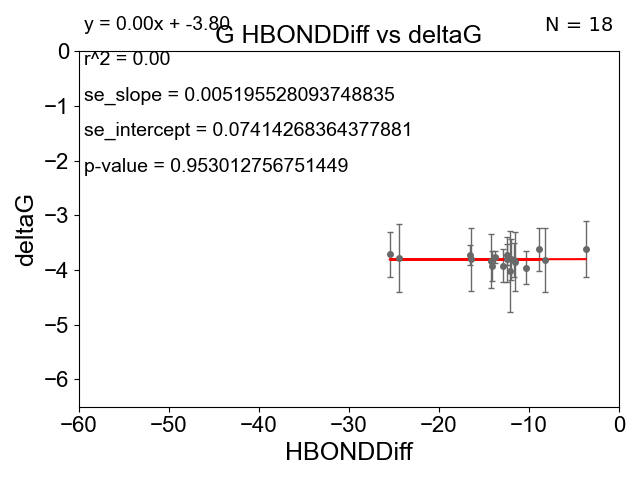 y = 0.00x + -3.80
N = 18
G HBONDDiff vs deltaG
r^2 = 0.00
se_slope = 0.005195528093748835
se_intercept = 0.07414268364377881
p-value = 0.953012756751449
0
−1
−2
−3
−4
−5
−6
deltaG
−60 −50 −40 −30 −20 −10 0
HBONDDiff